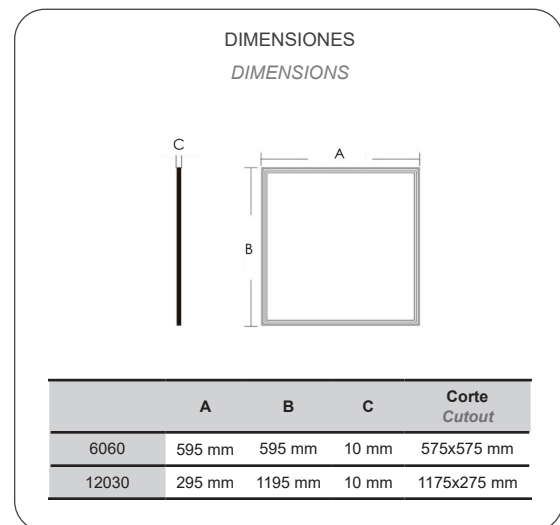 DIMENSIONES
DIMENSIONS
C
A
B
A B C Corte
Cutout
6060 595 mm 595 mm 10 mm 575x575 mm
12030 295 mm 1195 mm 10 mm 1175x275 mm